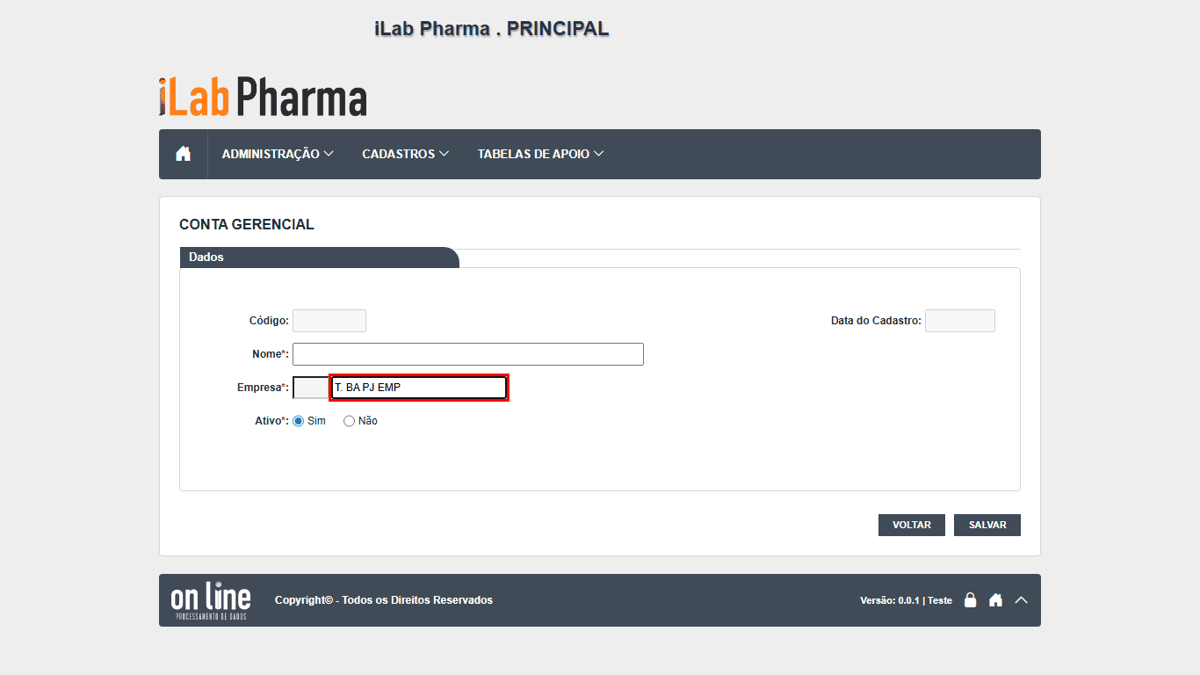 iLab Pharma . PRINCIPAL
iLab Pharma
ADMINISTRAÇÃO CADASTROS TABELAS DE APOIO
CONTA GERENCIAL
Dados
Código: Data do Cadastro:
Nome*:
Empresa*: T. BA PJ EMP
Ativo*: Sim Não
VOLTAR SALVAR
on line
PROCESSAMENTO DE DADOS
Copyright© - Todos os Direitos Reservados
Versão: 0.0.1 | Teste